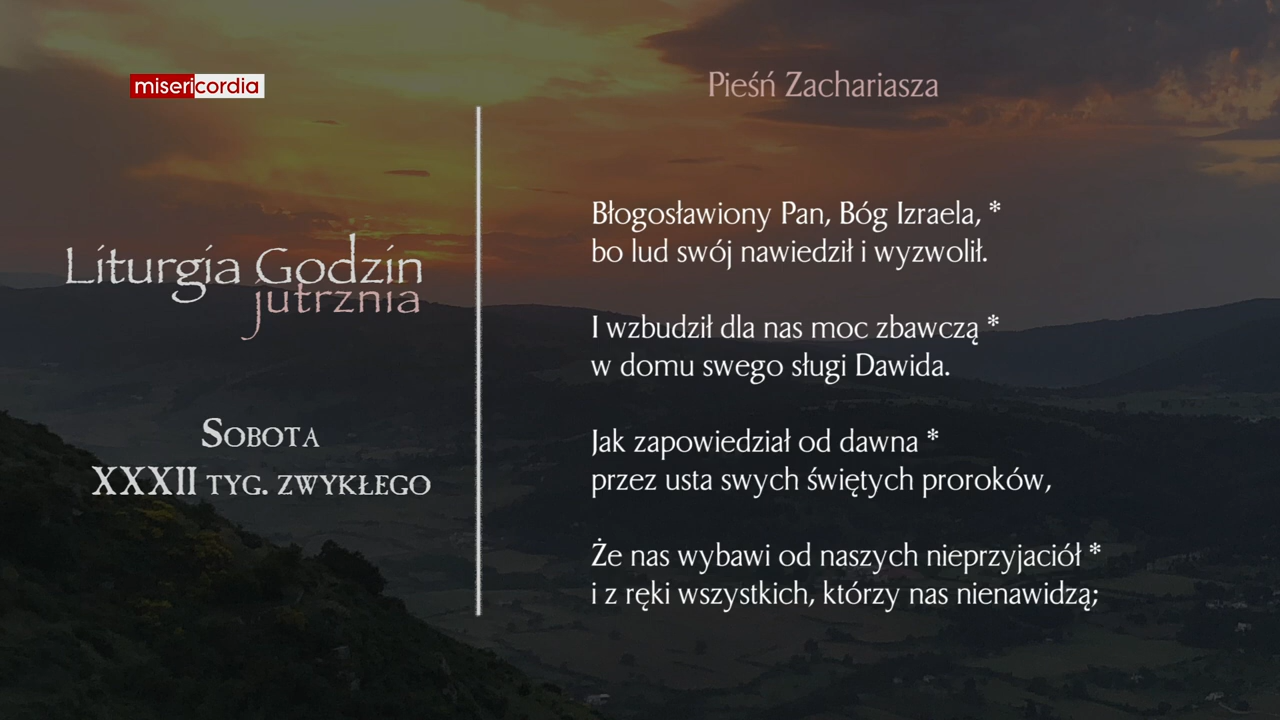 misericordia
Liturgia Godzin
jutrznia
Sobota
XXXII tyg. zwykłego
Pieśń Zachariasza
Błogosławiony Pan, Bóg Izraela, *
bo lud swój nawiedził i wyzwolił.
I wzbudził dla nas moc zbawczą *
w domu swego sługi Dawida.
Jak zapowiedział od dawna *
przez usta swych świętych proroków,
Że nas wybawi od naszych nieprzyjaciół *
i z ręki wszystkich, którzy nas nienawidzą;